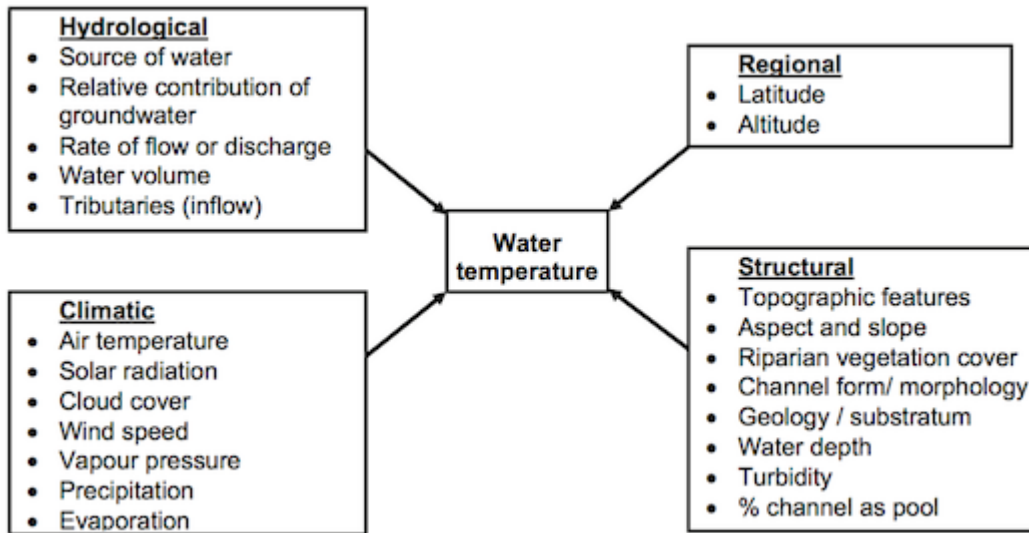 Hydrological
• Source of water
• Relative contribution of
groundwater
• Rate of flow or discharge
• Water volume
• Tributaries (inflow)
Regional
• Latitude
• Altitude
Water
temperature
Climatic
• Air temperature
• Solar radiation
• Cloud cover
• Wind speed
• Vapour pressure
• Precipitation
• Evaporation
Structural
• Topographic features
• Aspect and slope
• Riparian vegetation cover
• Channel form/ morphology
• Geology / substratum
• Water depth
• Turbidity
• % channel as pool